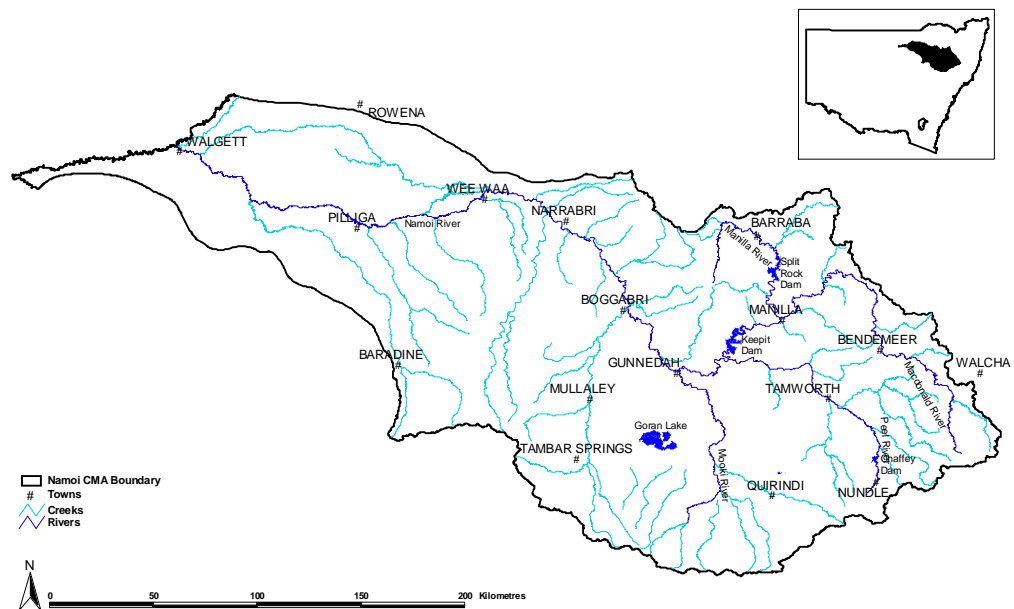 ROWENA
WALGETT
WEE WAA
PILLIGA
Namoi River
NARRABRI
BARRABA
Manilla River
Split
Rock
Dam
BOGGABRI
MANILLA
Keepit
Dam
BENDEMEER
BARADINE
GUNNEDAH
WALCHA
MULLALEY
TAMWORTH
Macdonald River
Goran Lake
Peel River
TAMBAR SPRINGS
Mooki River
Chaffey
Dam
QUIRINDI
NUNDLE
Namoi CMA Boundary
# Towns
Creeks
Rivers
N
0 50 100 150 200 Kilometres